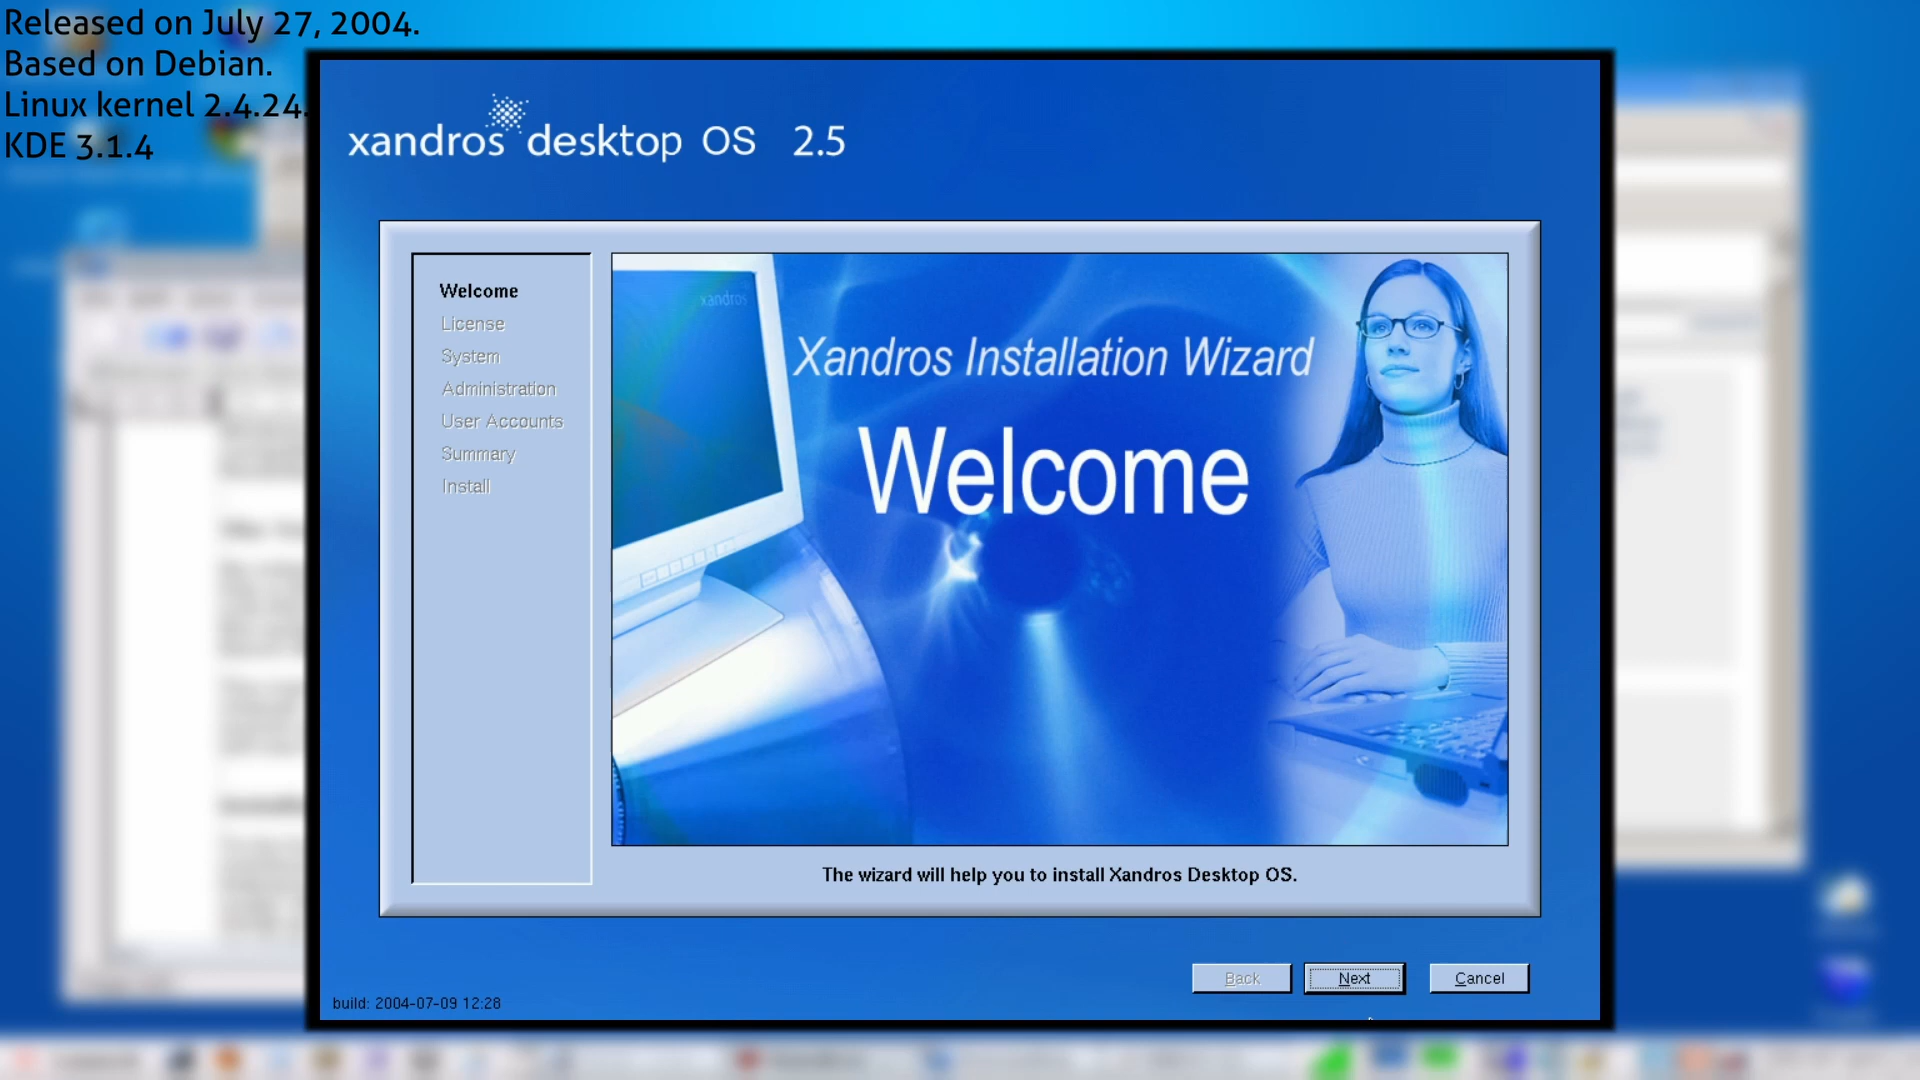 Released on July 27, 2004.
Based on Debian.
Linux kernel 2.4.24.
KDE 3.1.4
xandros desktop OS 2.5
Welcome
License
System
Administration
User Accounts
Summary
Install
xandros
Xandros Installation Wizard
Welcome
The wizard will help you to install Xandros Desktop OS.
Back
Next
Cancel
build: 2004-07-09 12:28